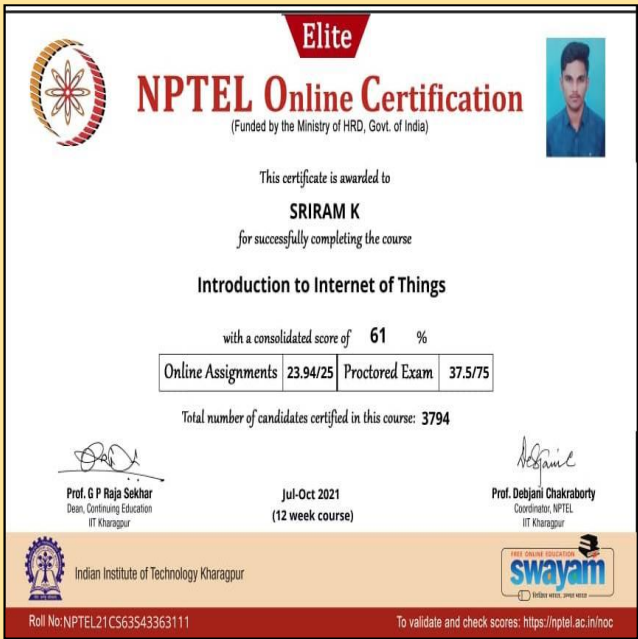 Elite
NPTEL Online Certification
(Funded by the Ministry of HRD, Govt. of India)
This certificate is awarded to
SRIRAM K
for successfully completing the course
Introduction to Internet of Things
with a consolidated score of 61 %
Online Assignments 23.94/25 Proctored Exam 37.5/75
Total number of candidates certified in this course: 3794
Prof. G P Raja Sekhar
Dean, Continuing Education
IIT Kharagpur
Jul-Oct 2021
(12 week course)
Prof. Debjani Chakraborty
Coordinator, NPTEL
IIT Kharagpur
Indian Institute of Technology Kharagpur
FREE ONLINE EDUCATION
swayam
शिक्षित भारत, उन्नत भारत
Roll No:NPTEL21CS63S43363111
To validate and check scores: https://nptel.ac.in/noc